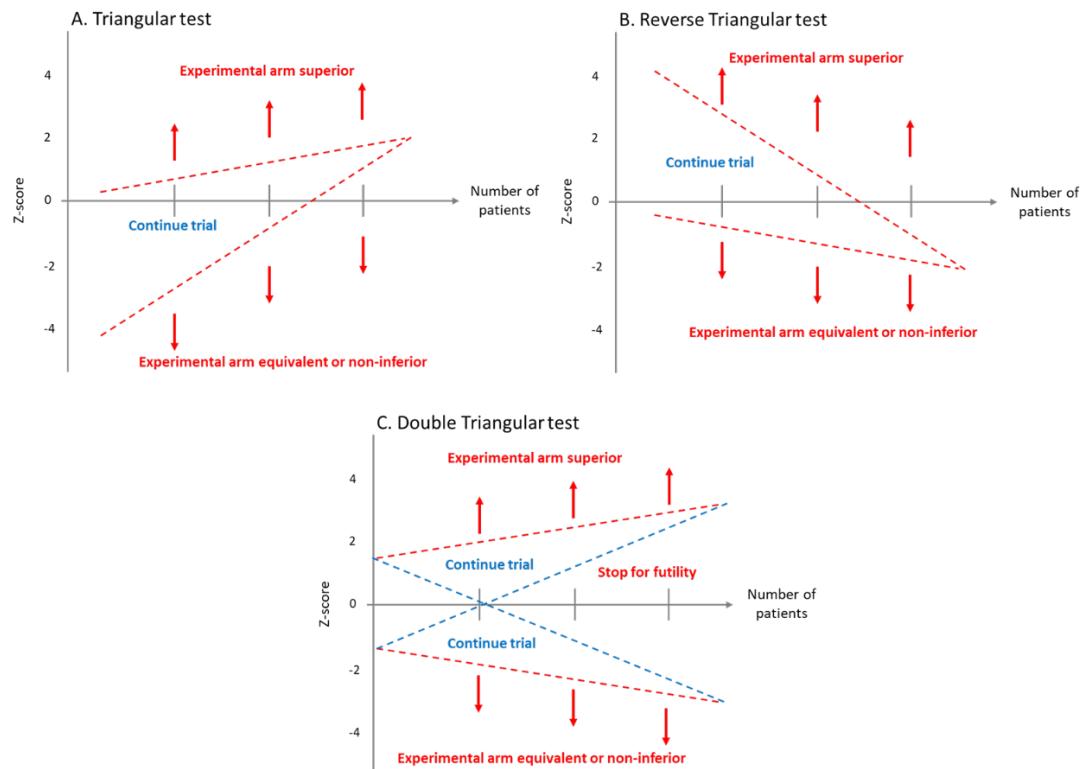 A. Triangular test
4
Experimental arm superior
2
Z-score
0
Number of
patients
Continue trial
-2
-4
Experimental arm equivalent or non-inferior
B. Reverse Triangular test
4
Experimental arm superior
2
Continue trial
Z-score
0
Number of
patients
-2
-4
Experimental arm equivalent or non-inferior
C. Double Triangular test
Experimental arm superior
4
2
Continue trial
Stop for futility
Z-score
0
Number of
patients
Continue trial
-2
-4
Experimental arm equivalent or non-inferior